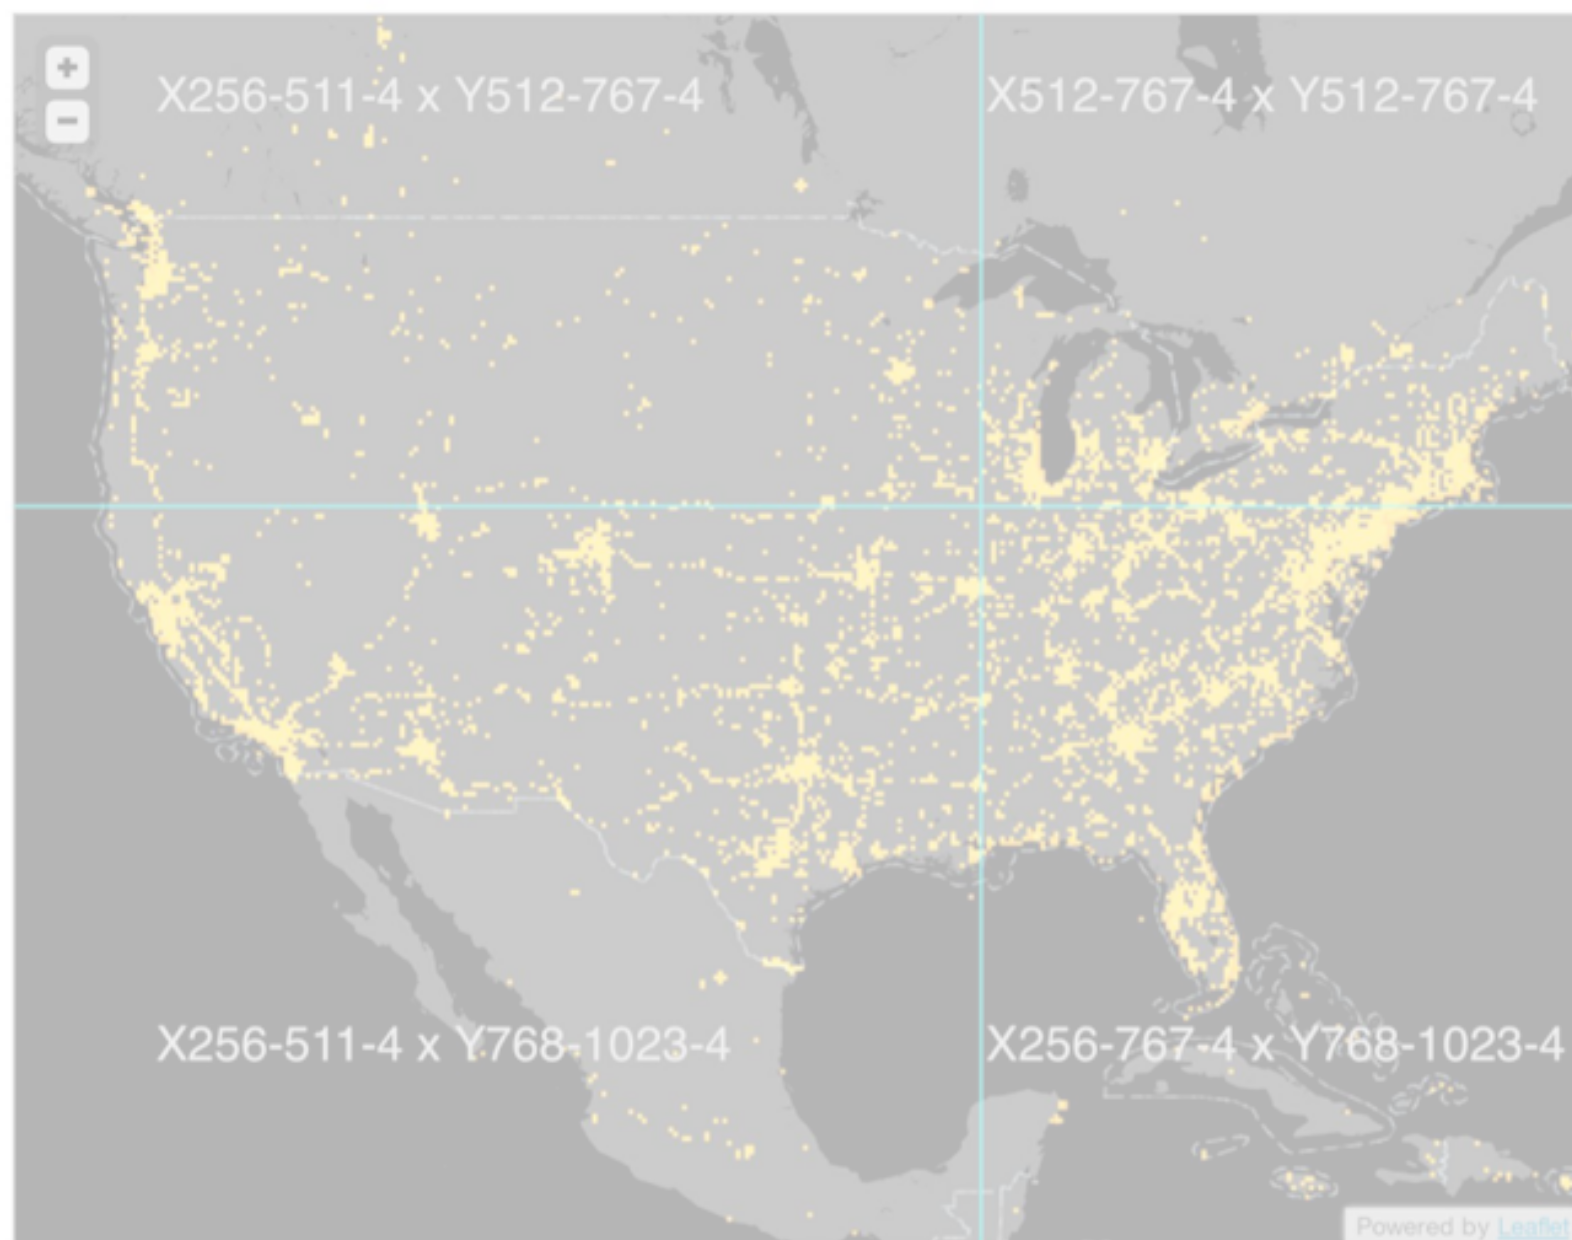 +
−
X256-511-4 x Y512-767-4
X512-767-4 x Y512-767-4
X256-511-4 x Y768-1023-4
X256-767-4 x Y768-1023-4
Powered by Leaflet